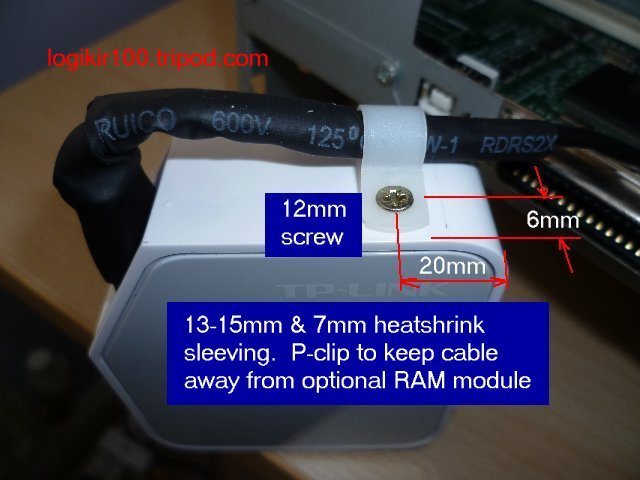 logikir100.tripod.com
RUICO 600V 125° W-1 RDRS2X
12mm
screw
6mm
20mm
TP-LINK
13-15mm & 7mm heatshrink
sleeving. P-clip to keep cable
away from optional RAM module